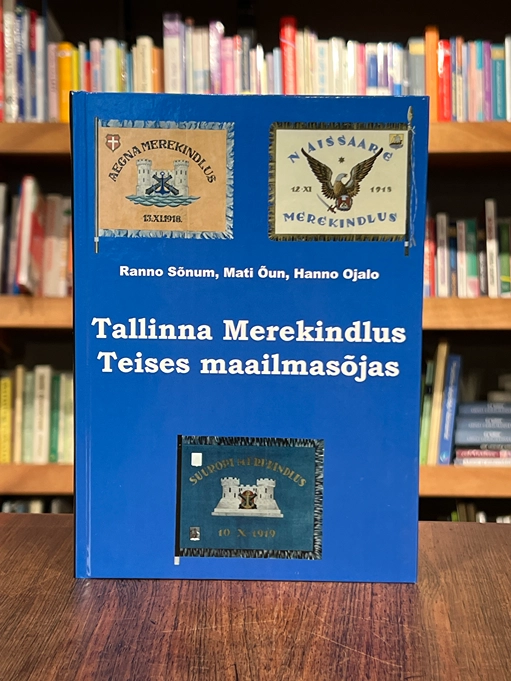 AEGNA MEREKINDLUS
13.XI.1918.
NAISSAARE
12·XI 1918
MEREKINDLUS
Ranno Sõnum, Mati Õun, Hanno Ojalo
Tallinna Merekindlus
Teises maailmasõjas
SUUROPI MEREKINDLUS
10·X·1919